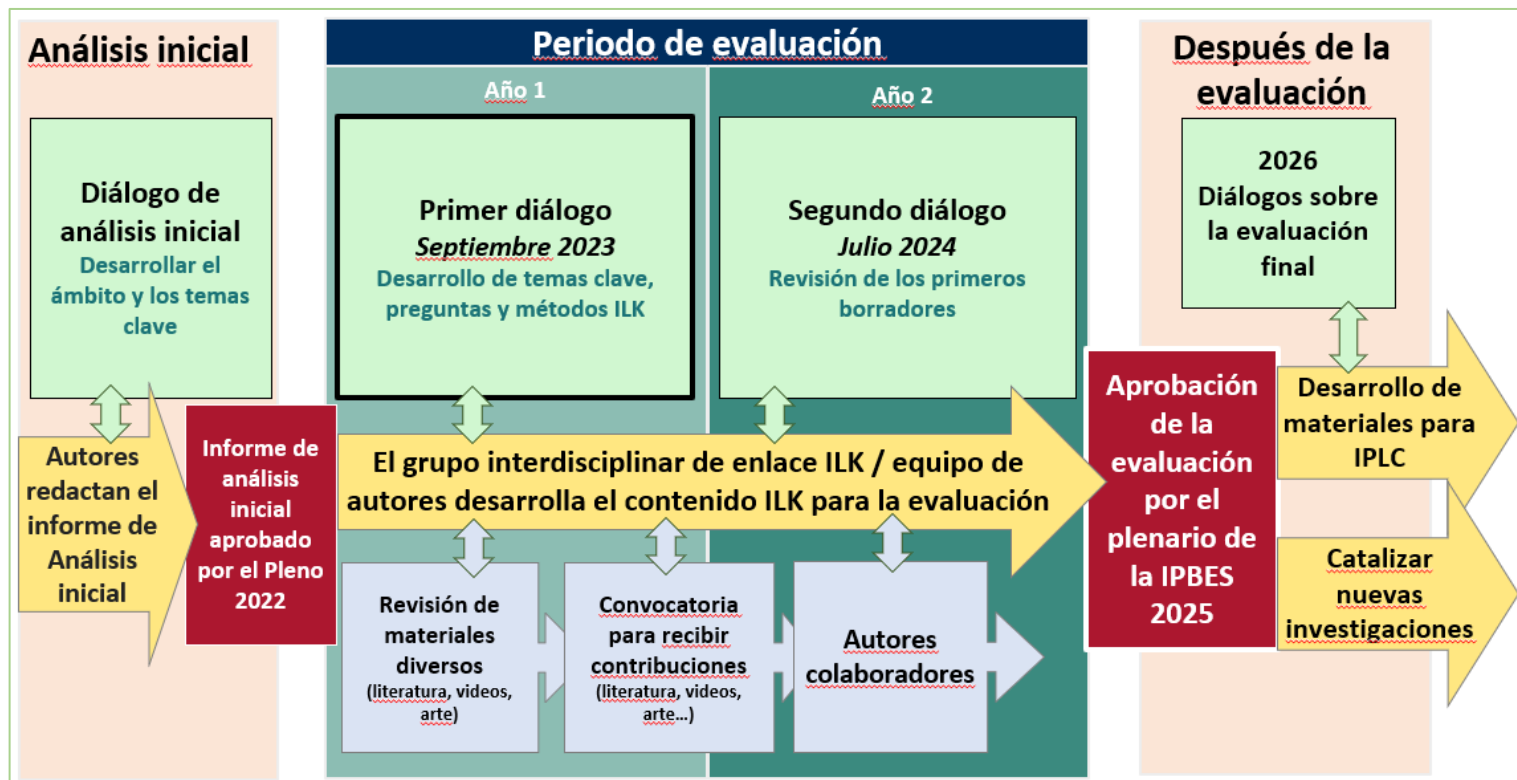 Análisis inicial
Diálogo de
análisis inicial
Desarrollar el
ámbito y los temas
clave
Autores
redactan el
informe de
Análisis
inicial
Informe de
análisis
inicial
aprobado
por el Pleno
2022
Periodo de evaluación
Año 1
Año 2
Primer diálogo
Septiembre 2023
Desarrollo de temas clave,
preguntas y métodos ILK
Segundo diálogo
Julio 2024
Revisión de los primeros
borradores
El grupo interdisciplinar de enlace ILK / equipo de
autores desarrolla el contenido ILK para la evaluación
Revisión de
materiales
diversos
(literatura, videos,
arte)
Convocatoria
para recibir
contribuciones
(literatura, videos,
arte...)
Autores
colaboradores
Aprobación
de la
evaluación
por el
plenario de
la IPBES
2025
Después de la
evaluación
2026
Diálogos sobre
la evaluación
final
Desarrollo de
materiales para
IPLC
Catalizar
nuevas
investigaciones